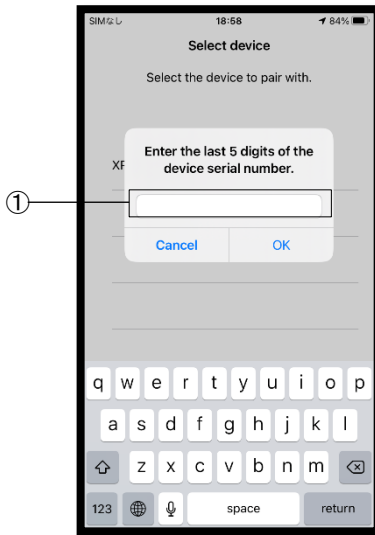 SIMなし 18:58 84%
Select device
Select the device to pair with.
XP
Enter the last 5 digits of the
device serial number.
①
Cancel OK
q w e r t y u i o p
a s d f g h j k l
z x c v b n m
123 space return